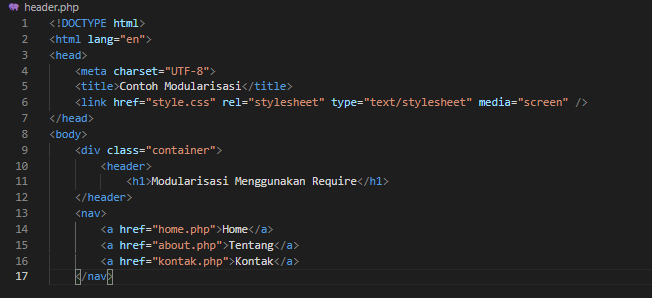 header.php
1 <!DOCTYPE html>
2 <html lang="en">
3 <head>
4     <meta charset="UTF-8">
5     <title>Contoh Modularisasi</title>
6     <link href="style.css" rel="stylesheet" type="text/stylesheet" media="screen" />
7 </head>
8 <body>
9     <div class="container">
10         <header>
11             <h1>Modularisasi Menggunakan Require</h1>
12     </header>
13     <nav>
14         <a href="home.php">Home</a>
15         <a href="about.php">Tentang</a>
16         <a href="kontak.php">Kontak</a>
17     </nav>